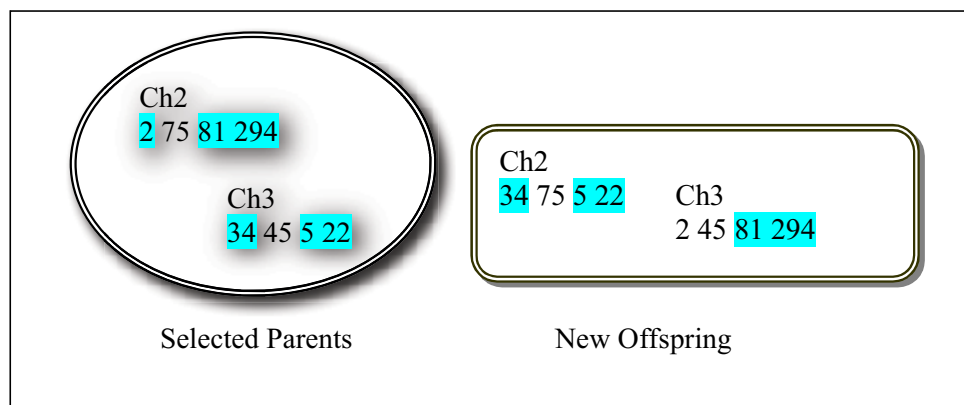 Ch2
2 75 81 294
Ch3
34 45 5 22
Selected Parents
Ch2
34 75 5 22
Ch3
2 45 81 294
New Offspring